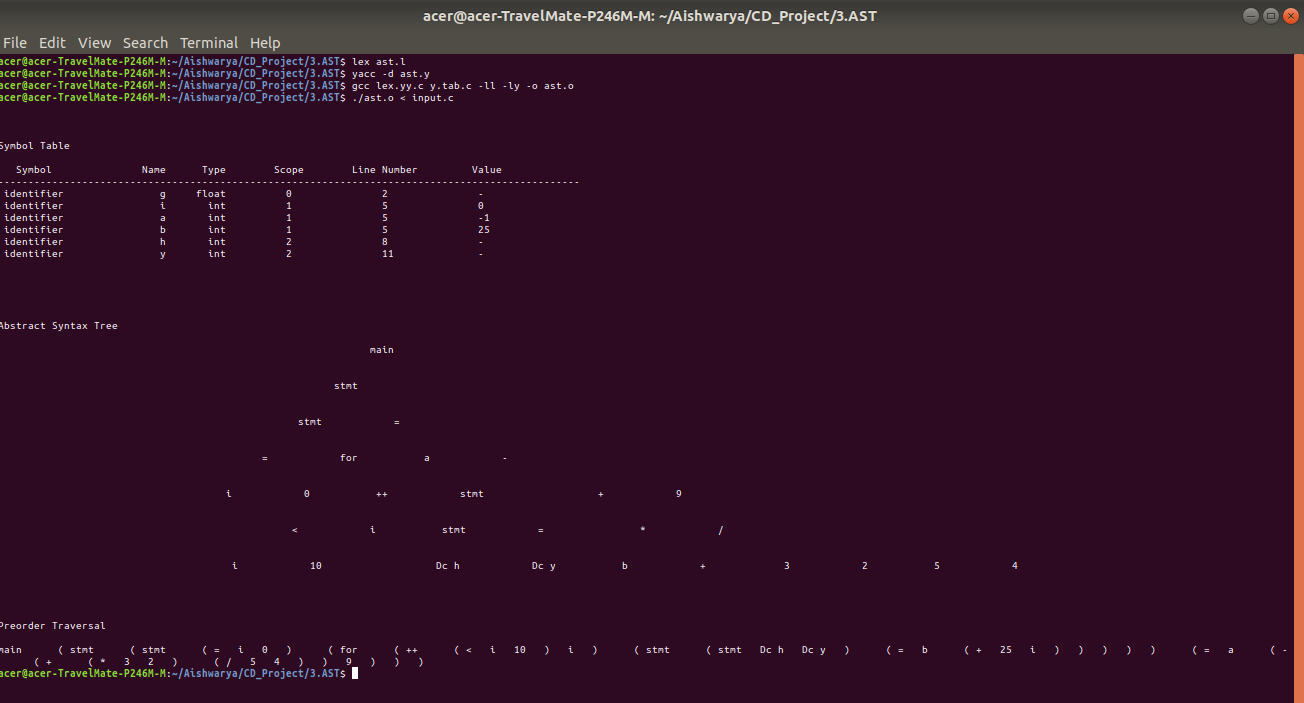 acer@acer-TravelMate-P246M-M: ~/Aishwarya/CD_Project/3.AST
File Edit View Search Terminal Help
acer@acer-TravelMate-P246M-M:~/Aishwarya/CD_Project/3.AST$ lex ast.l
acer@acer-TravelMate-P246M-M:~/Aishwarya/CD_Project/3.AST$ yacc -d ast.y
acer@acer-TravelMate-P246M-M:~/Aishwarya/CD_Project/3.AST$ gcc lex.yy.c y.tab.c -ll -ly -o ast.o
acer@acer-TravelMate-P246M-M:~/Aishwarya/CD_Project/3.AST$ ./ast.o < input.c
Symbol Table
Symbol Name Type Scope Line Number Value
-------------------------------------------------------------------------------------------------
identifier g float 0 2 -
identifier i int 1 5 0
identifier a int 1 5 -1
identifier b int 1 5 25
identifier h int 2 8 -
identifier y int 2 11 -
Abstract Syntax Tree
main
stmt
stmt =
= for a -
i 0 ++ stmt + 9
< i stmt = * /
i 10 Dc h Dc y b + 3 2 5 4
Preorder Traversal
main ( stmt ( stmt ( = i 0 ) ( for ( ++ ( < i 10 ) i ) ( stmt ( stmt Dc h Dc y ) ( = b ( + 25 i ) ) ) ) ) ( = a ( -
( + ( * 3 2 ) ( / 5 4 ) ) 9 ) ) )
acer@acer-TravelMate-P246M-M:~/Aishwarya/CD_Project/3.AST$